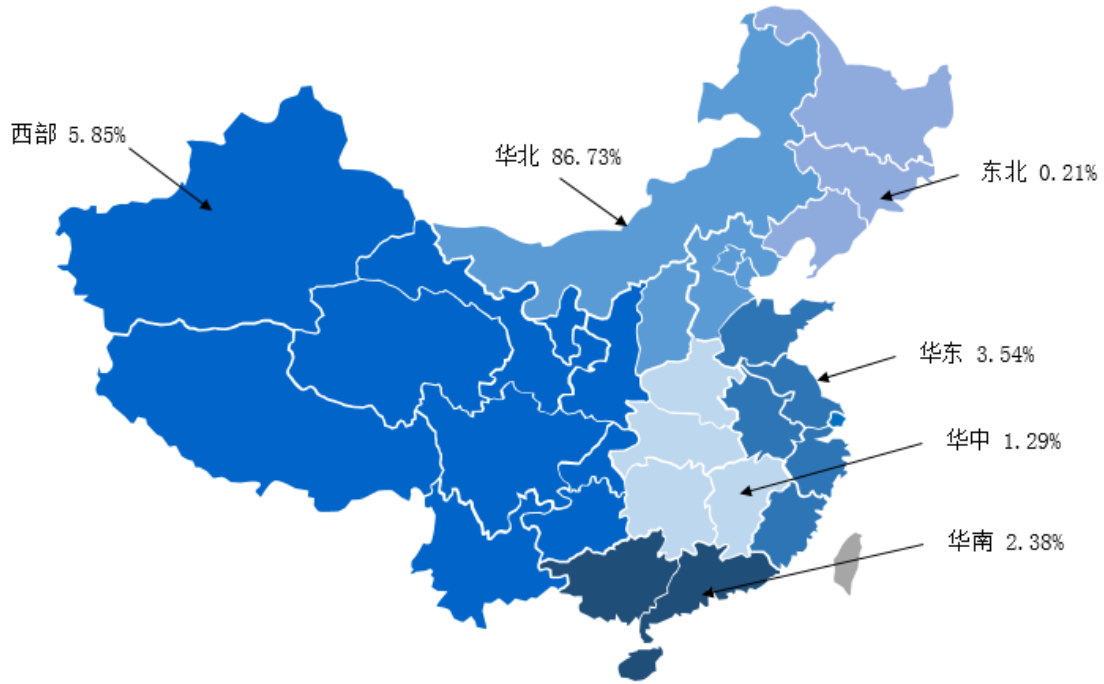 西部 5.85%
华北 86.73%
东北 0.21%
华东 3.54%
华中 1.29%
华南 2.38%